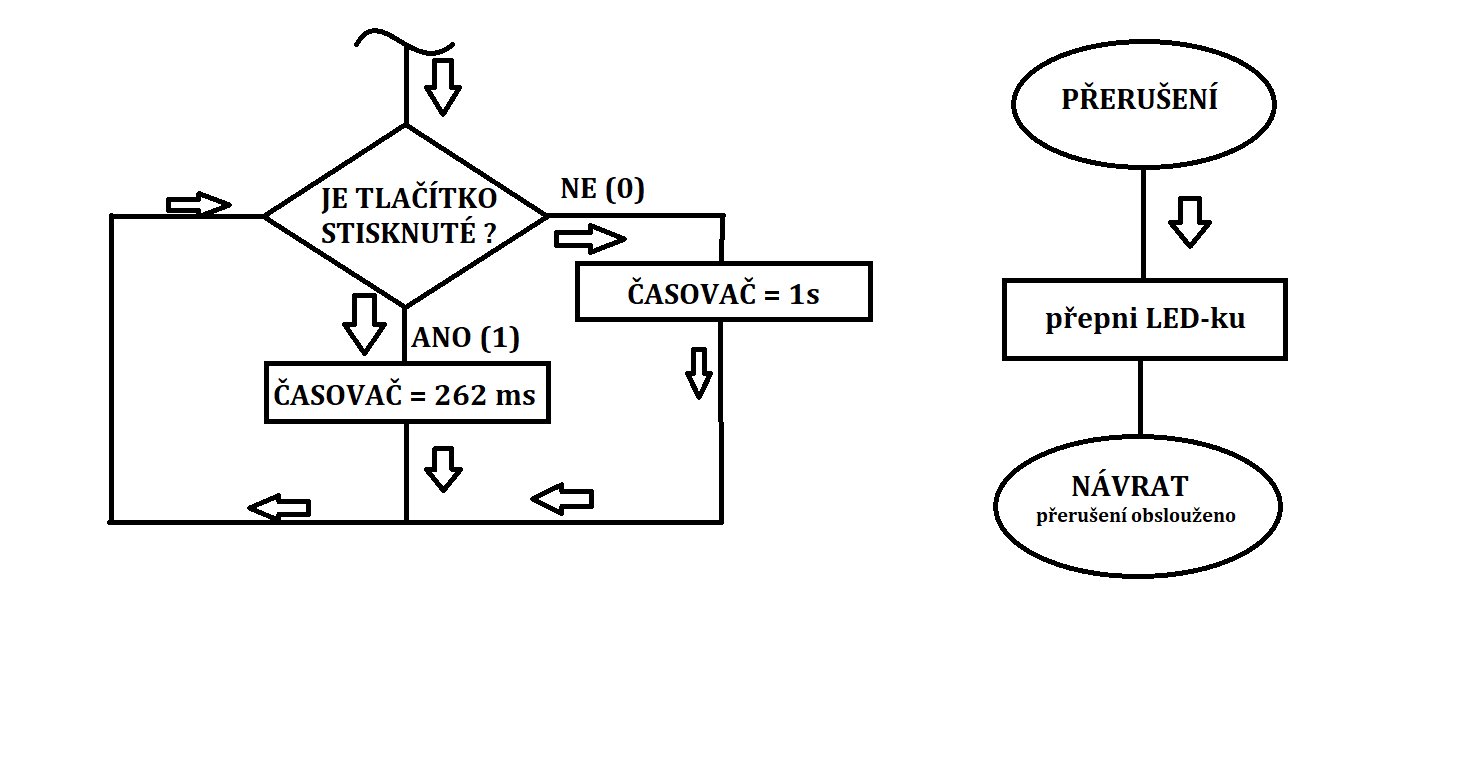 JE TLAČÍTKO
STISKNUTÉ ?
NE (0)
ČASOVAČ = 1s
ANO (1)
ČASOVAČ = 262 ms
PŘERUŠENÍ
přepni LED-ku
NÁVRAT
přerušení obslouženo